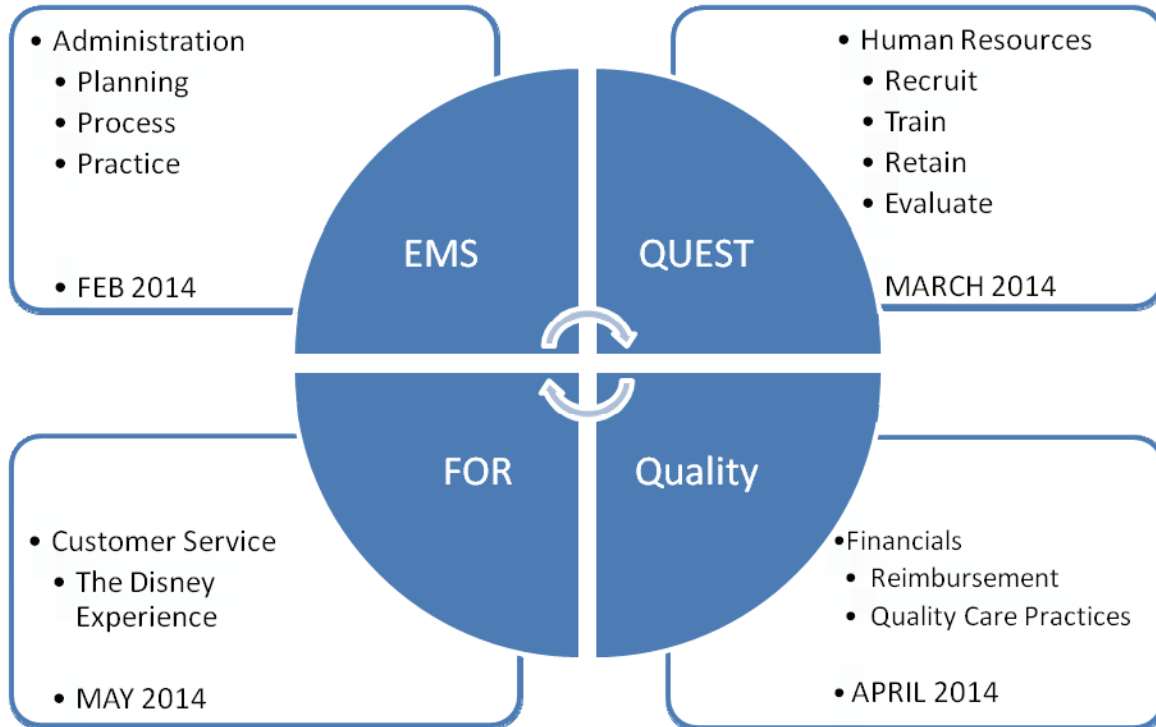 • Administration
• Planning
• Process
• Practice
• FEB 2014
• Human Resources
• Recruit
• Train
• Retain
• Evaluate
MARCH 2014
EMS
QUEST
FOR
Quality
• Customer Service
• The Disney
Experience
• MAY 2014
•Financials
• Reimbursement
• Quality Care Practices
• APRIL 2014